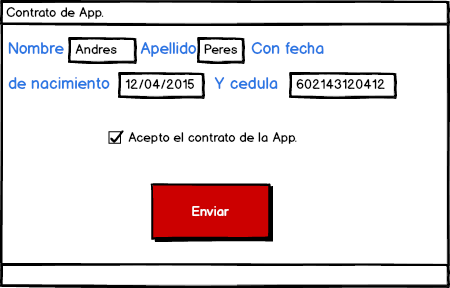 Contrato de App.
Nombre Andres Apellido Peres Con fecha
de nacimiento 12/04/2015 Y cedula 602143120412
Acepto el contrato de la App.
Enviar